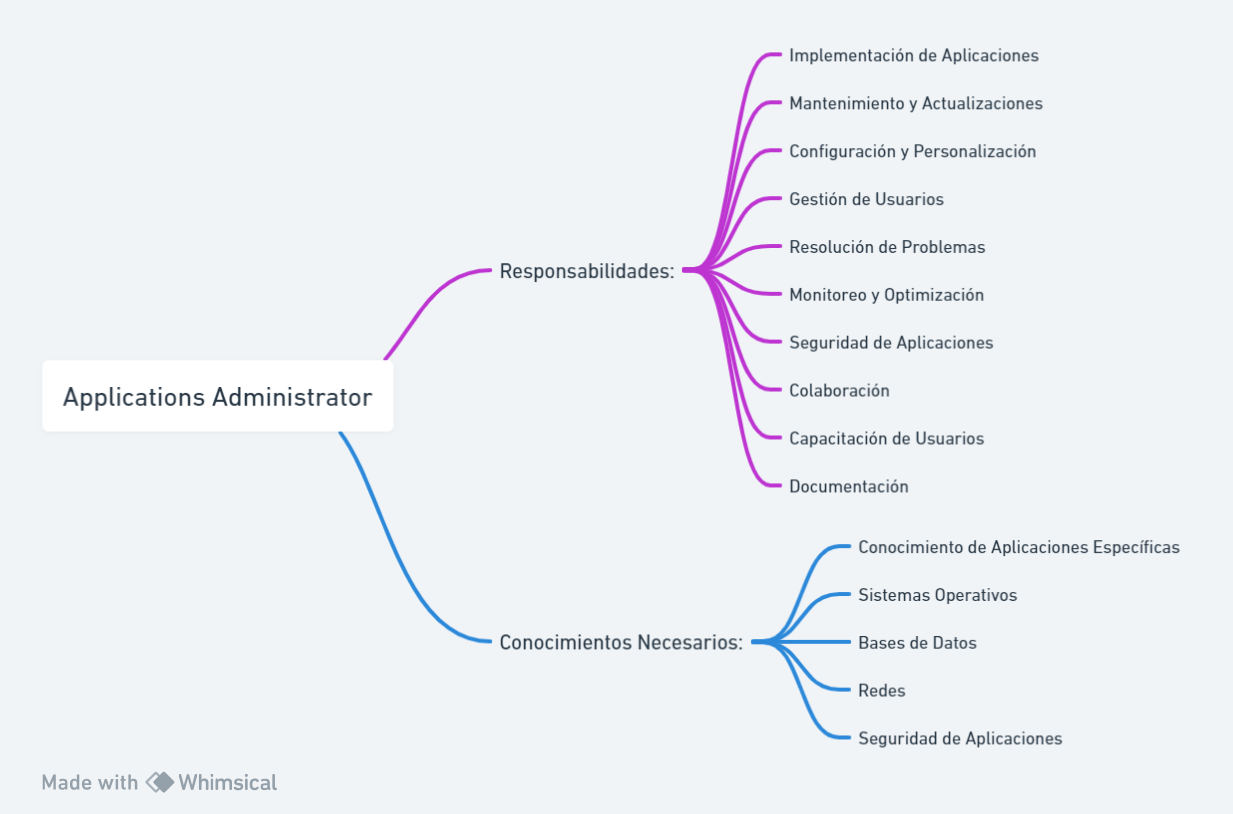 Applications Administrator
Responsabilidades:
Implementación de Aplicaciones
Mantenimiento y Actualizaciones
Configuración y Personalización
Gestión de Usuarios
Resolución de Problemas
Monitoreo y Optimización
Seguridad de Aplicaciones
Colaboración
Capacitación de Usuarios
Documentación
Conocimientos Necesarios:
Conocimiento de Aplicaciones Específicas
Sistemas Operativos
Bases de Datos
Redes
Seguridad de Aplicaciones
Made with Whimsical